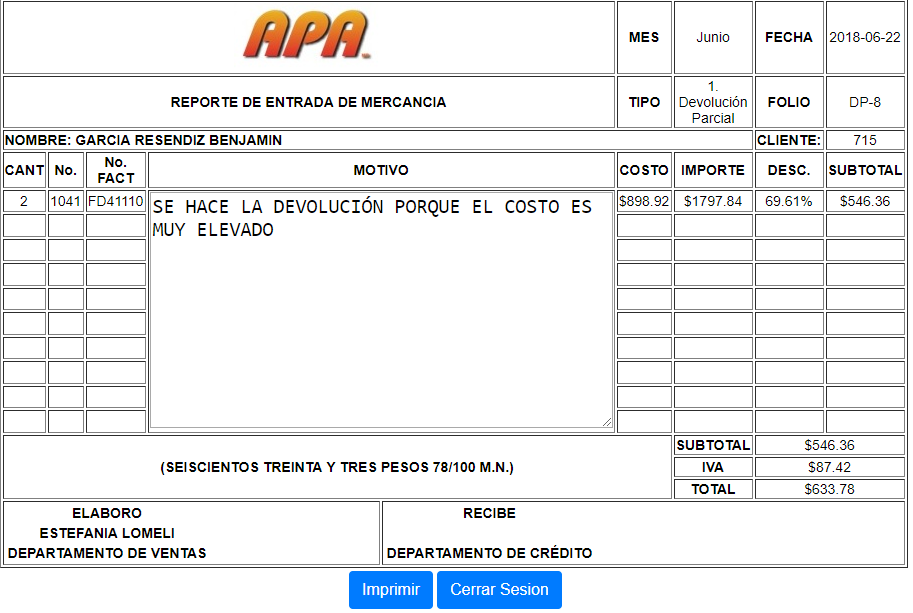 APA
MES
Junio
FECHA
2018-06-22
REPORTE DE ENTRADA DE MERCANCIA
TIPO
1.
Devolución
Parcial
FOLIO
DP-8
NOMBRE: GARCIA RESENDIZ BENJAMIN
CLIENTE:
715
CANT
No.
No.
FACT
MOTIVO
COSTO
IMPORTE
DESC.
SUBTOTAL
2
1041
FD41110
SE HACE LA DEVOLUCIÓN PORQUE EL COSTO ES
MUY ELEVADO
$898.92
$1797.84
69.61%
$546.36
(SEISCIENTOS TREINTA Y TRES PESOS 78/100 M.N.)
SUBTOTAL
$546.36
IVA
$87.42
TOTAL
$633.78
ELABORO
ESTEFANIA LOMELI
DEPARTAMENTO DE VENTAS
RECIBE
DEPARTAMENTO DE CRÉDITO
Imprimir
Cerrar Sesion